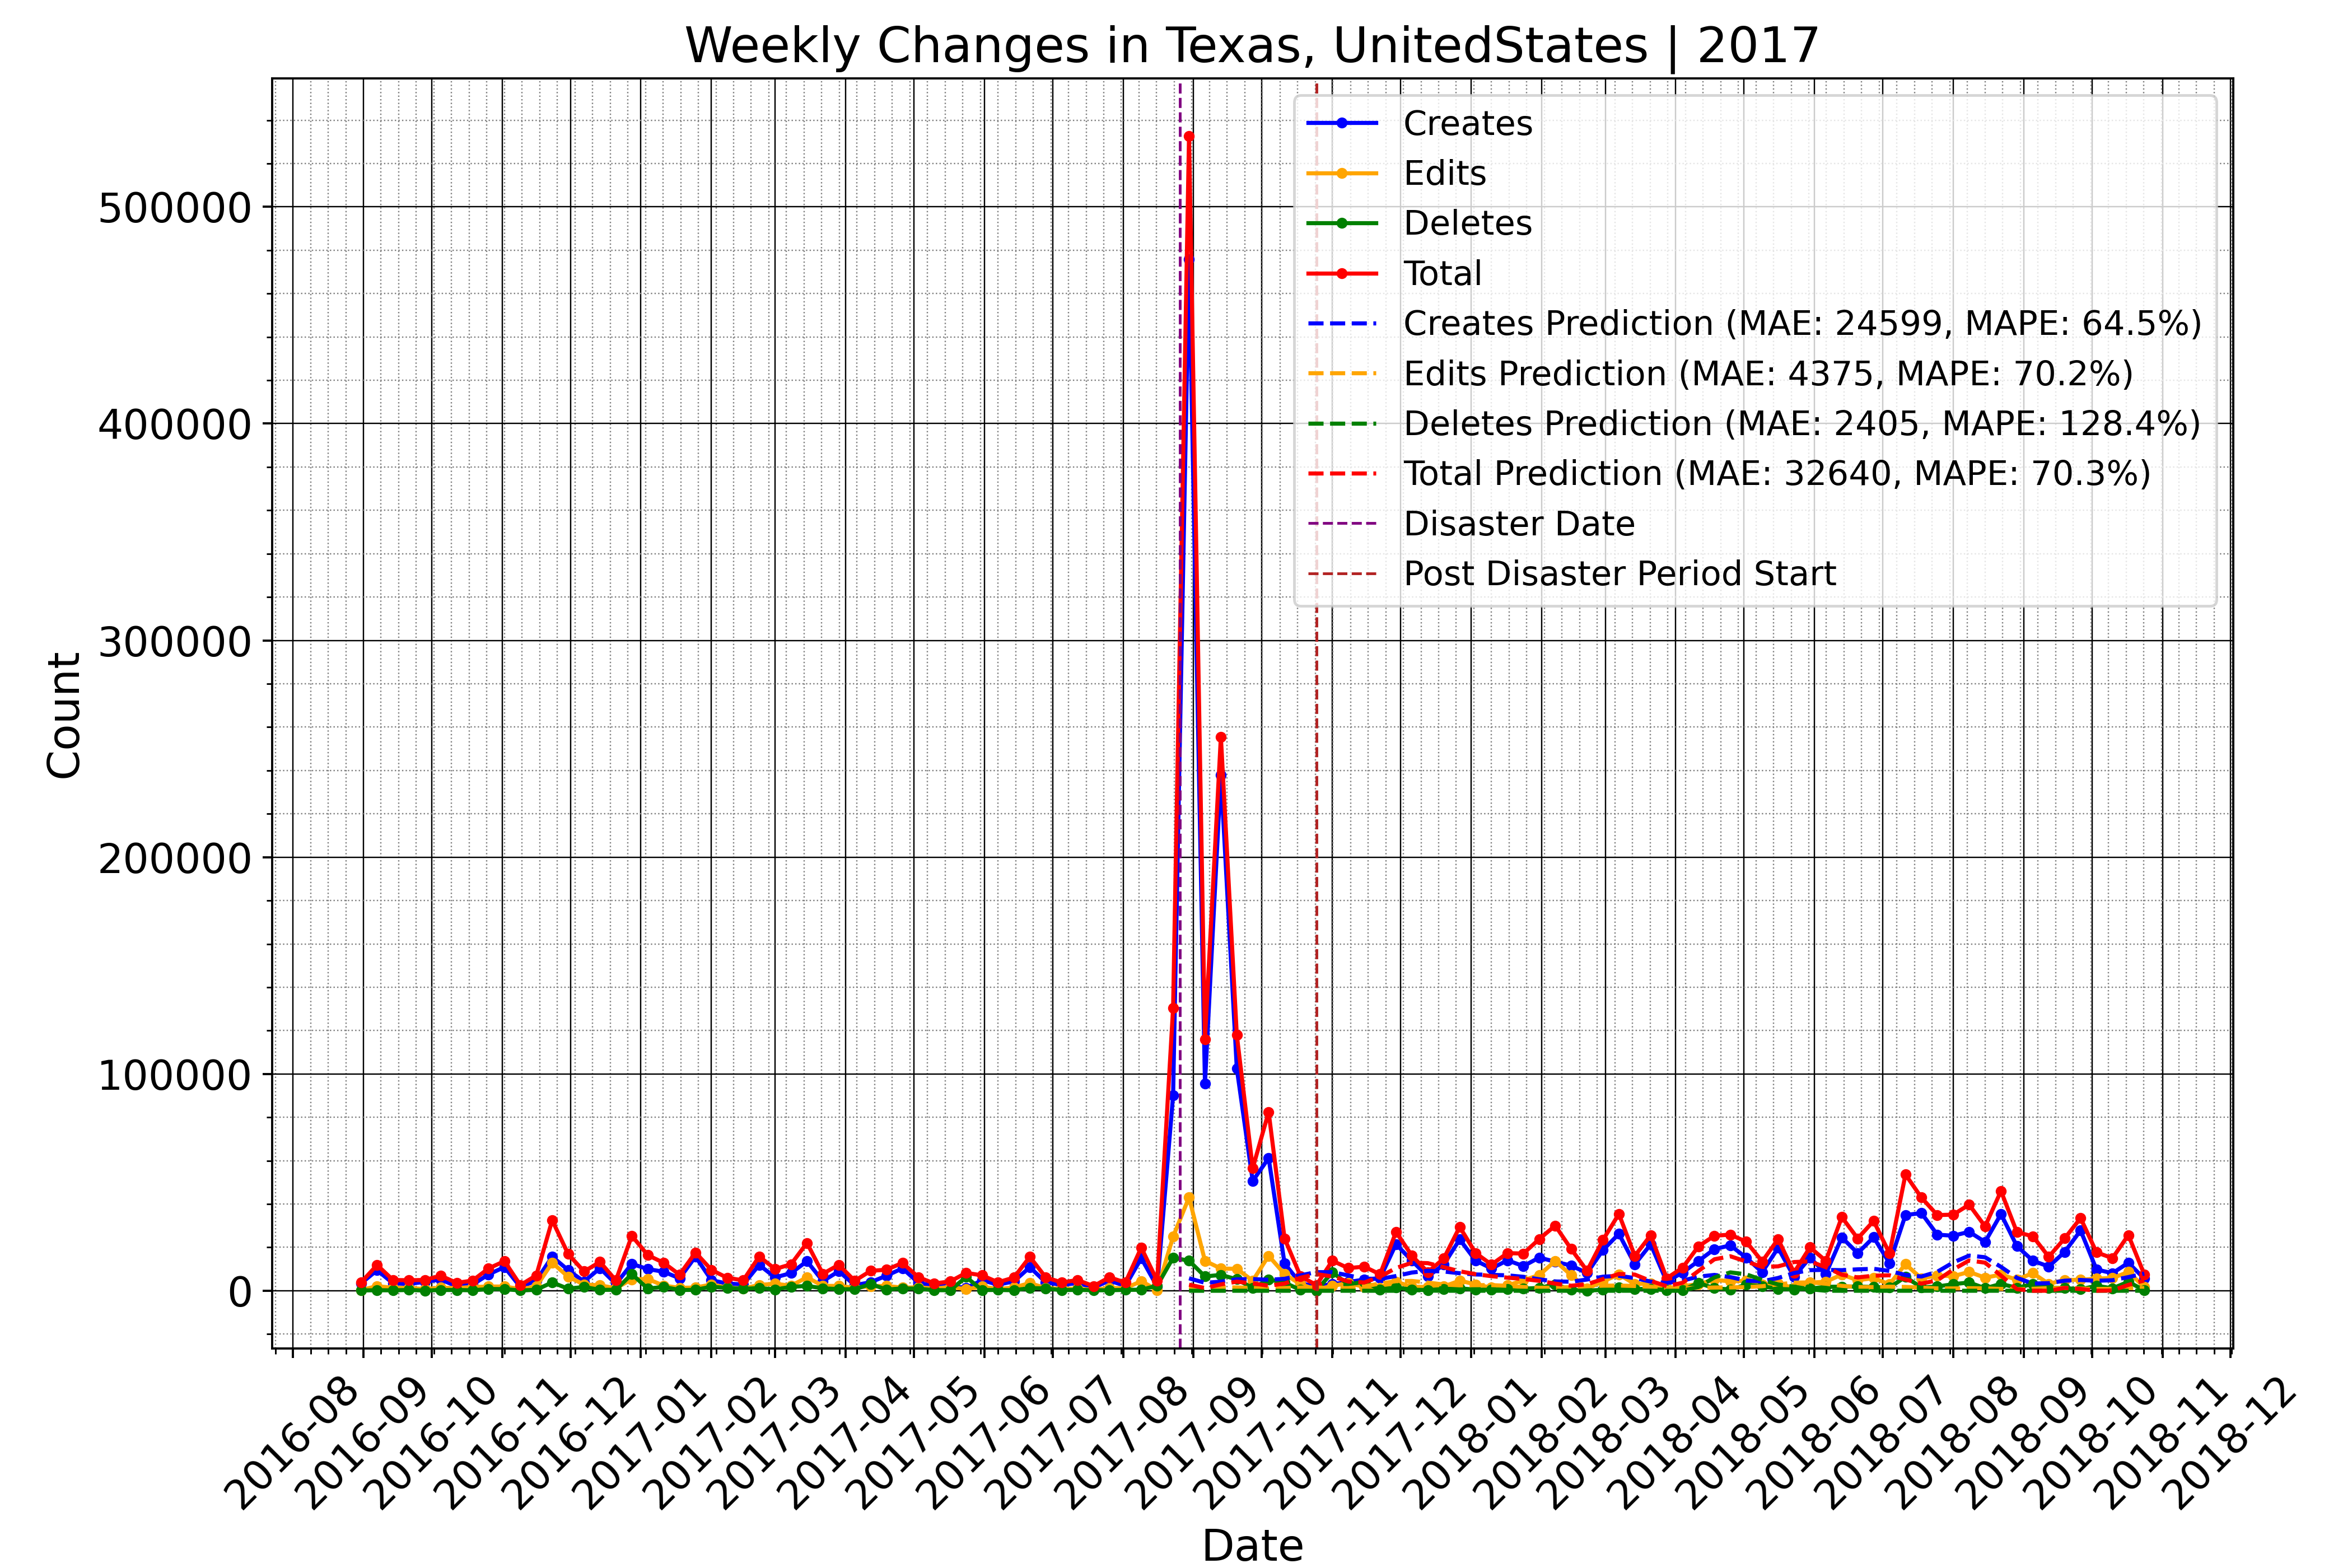 Weekly Changes in Texas, UnitedStates | 2017
Creates
Edits
Deletes
Total
Creates Prediction (MAE: 24599, MAPE: 64.5%)
Edits Prediction (MAE: 4375, MAPE: 70.2%)
Deletes Prediction (MAE: 2405, MAPE: 128.4%)
Total Prediction (MAE: 32640, MAPE: 70.3%)
Disaster Date
Post Disaster Period Start
Count
500000
400000
300000
200000
100000
0
2016-08
2016-09
2016-10
2016-11
2016-12
2017-01
2017-02
2017-03
2017-04
2017-05
2017-06
2017-07
2017-08
2017-09
2017-10
2017-11
2017-12
2018-01
2018-02
2018-03
2018-04
2018-05
2018-06
2018-07
2018-08
2018-09
2018-10
2018-11
2018-12
Date